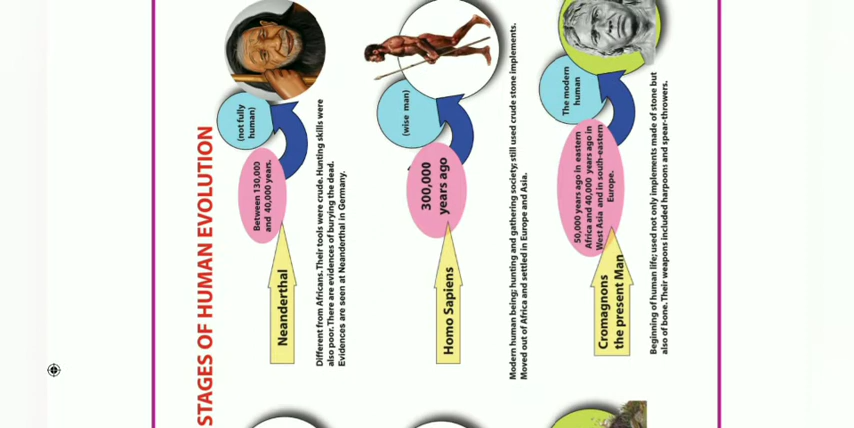 STAGES OF HUMAN EVOLUTION
Neanderthal
Between 130,000
and 40,000 years.
(not fully
human)
Different from Africans. Their tools were crude. Hunting skills were
also poor. There are evidences of burying the dead.
Evidences are seen at Neanderthal in Germany.
Homo Sapiens
300,000
years ago
(wise man)
Modern human being; hunting and gathering society; still used crude stone implements.
Moved out of Africa and settled in Europe and Asia.
Cromagnons
the present Man
50,000 years ago in eastern
Africa and 40,000 years ago in
West Asia and in south-eastern
Europe.
The modern
human
Beginning of human life; used not only implements made of stone but
also of bone. Their weapons included harpoons and spear-throwers.